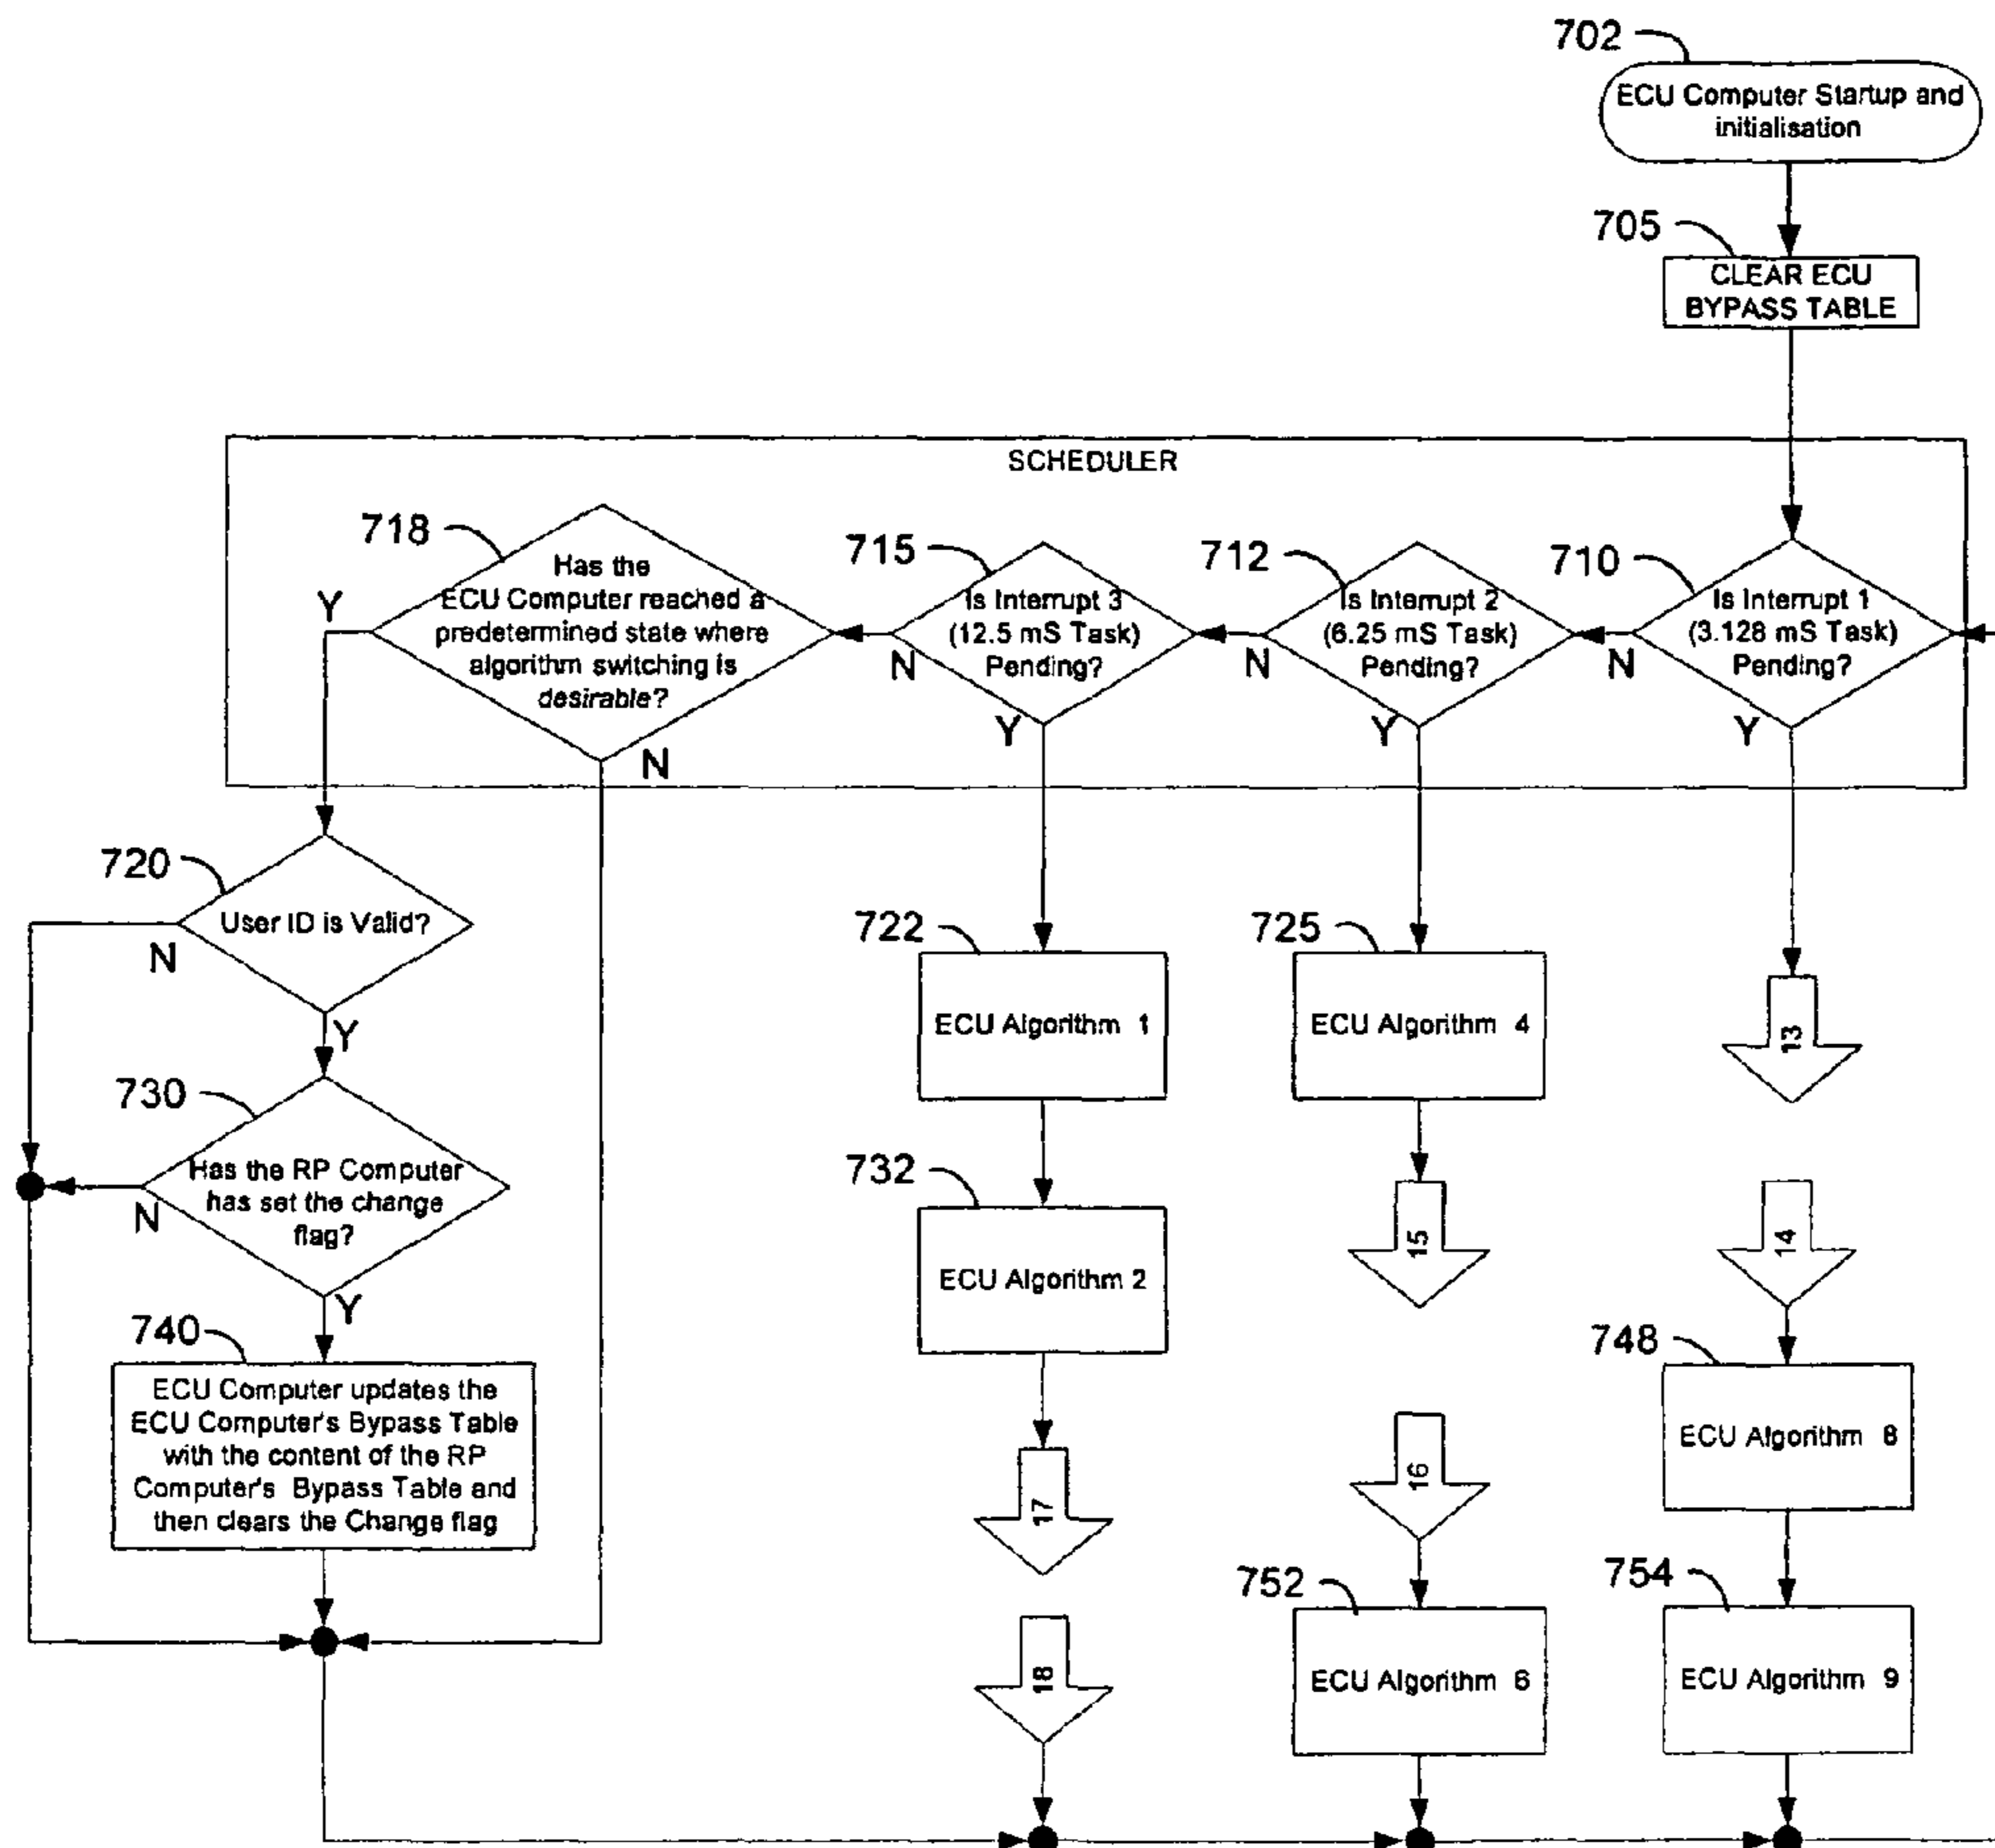 702
ECU Computer Startup and
initialisation
705
CLEAR ECU
BYPASS TABLE
SCHEDULER
718
Has the
ECU Computer reached a
predetermined state where
algorithm switching is
desirable?
Y
N
715
Is Interrupt 3
(12.5 mS Task)
Pending?
N
Y
712
Is Interrupt 2
(6.25 mS Task)
Pending?
N
Y
710
Is Interrupt 1
(3.128 mS Task)
Pending?
N
Y
720
User ID is Valid?
N
Y
730
Has the RP Computer
has set the change
flag?
N
Y
740
ECU Computer updates the
ECU Computer's Bypass Table
with the content of the RP
Computer's Bypass Table and
then clears the Change flag
722
ECU Algorithm 1
732
ECU Algorithm 2
17
18
725
ECU Algorithm 4
15
16
752
ECU Algorithm 6
13
14
748
ECU Algorithm 8
754
ECU Algorithm 9